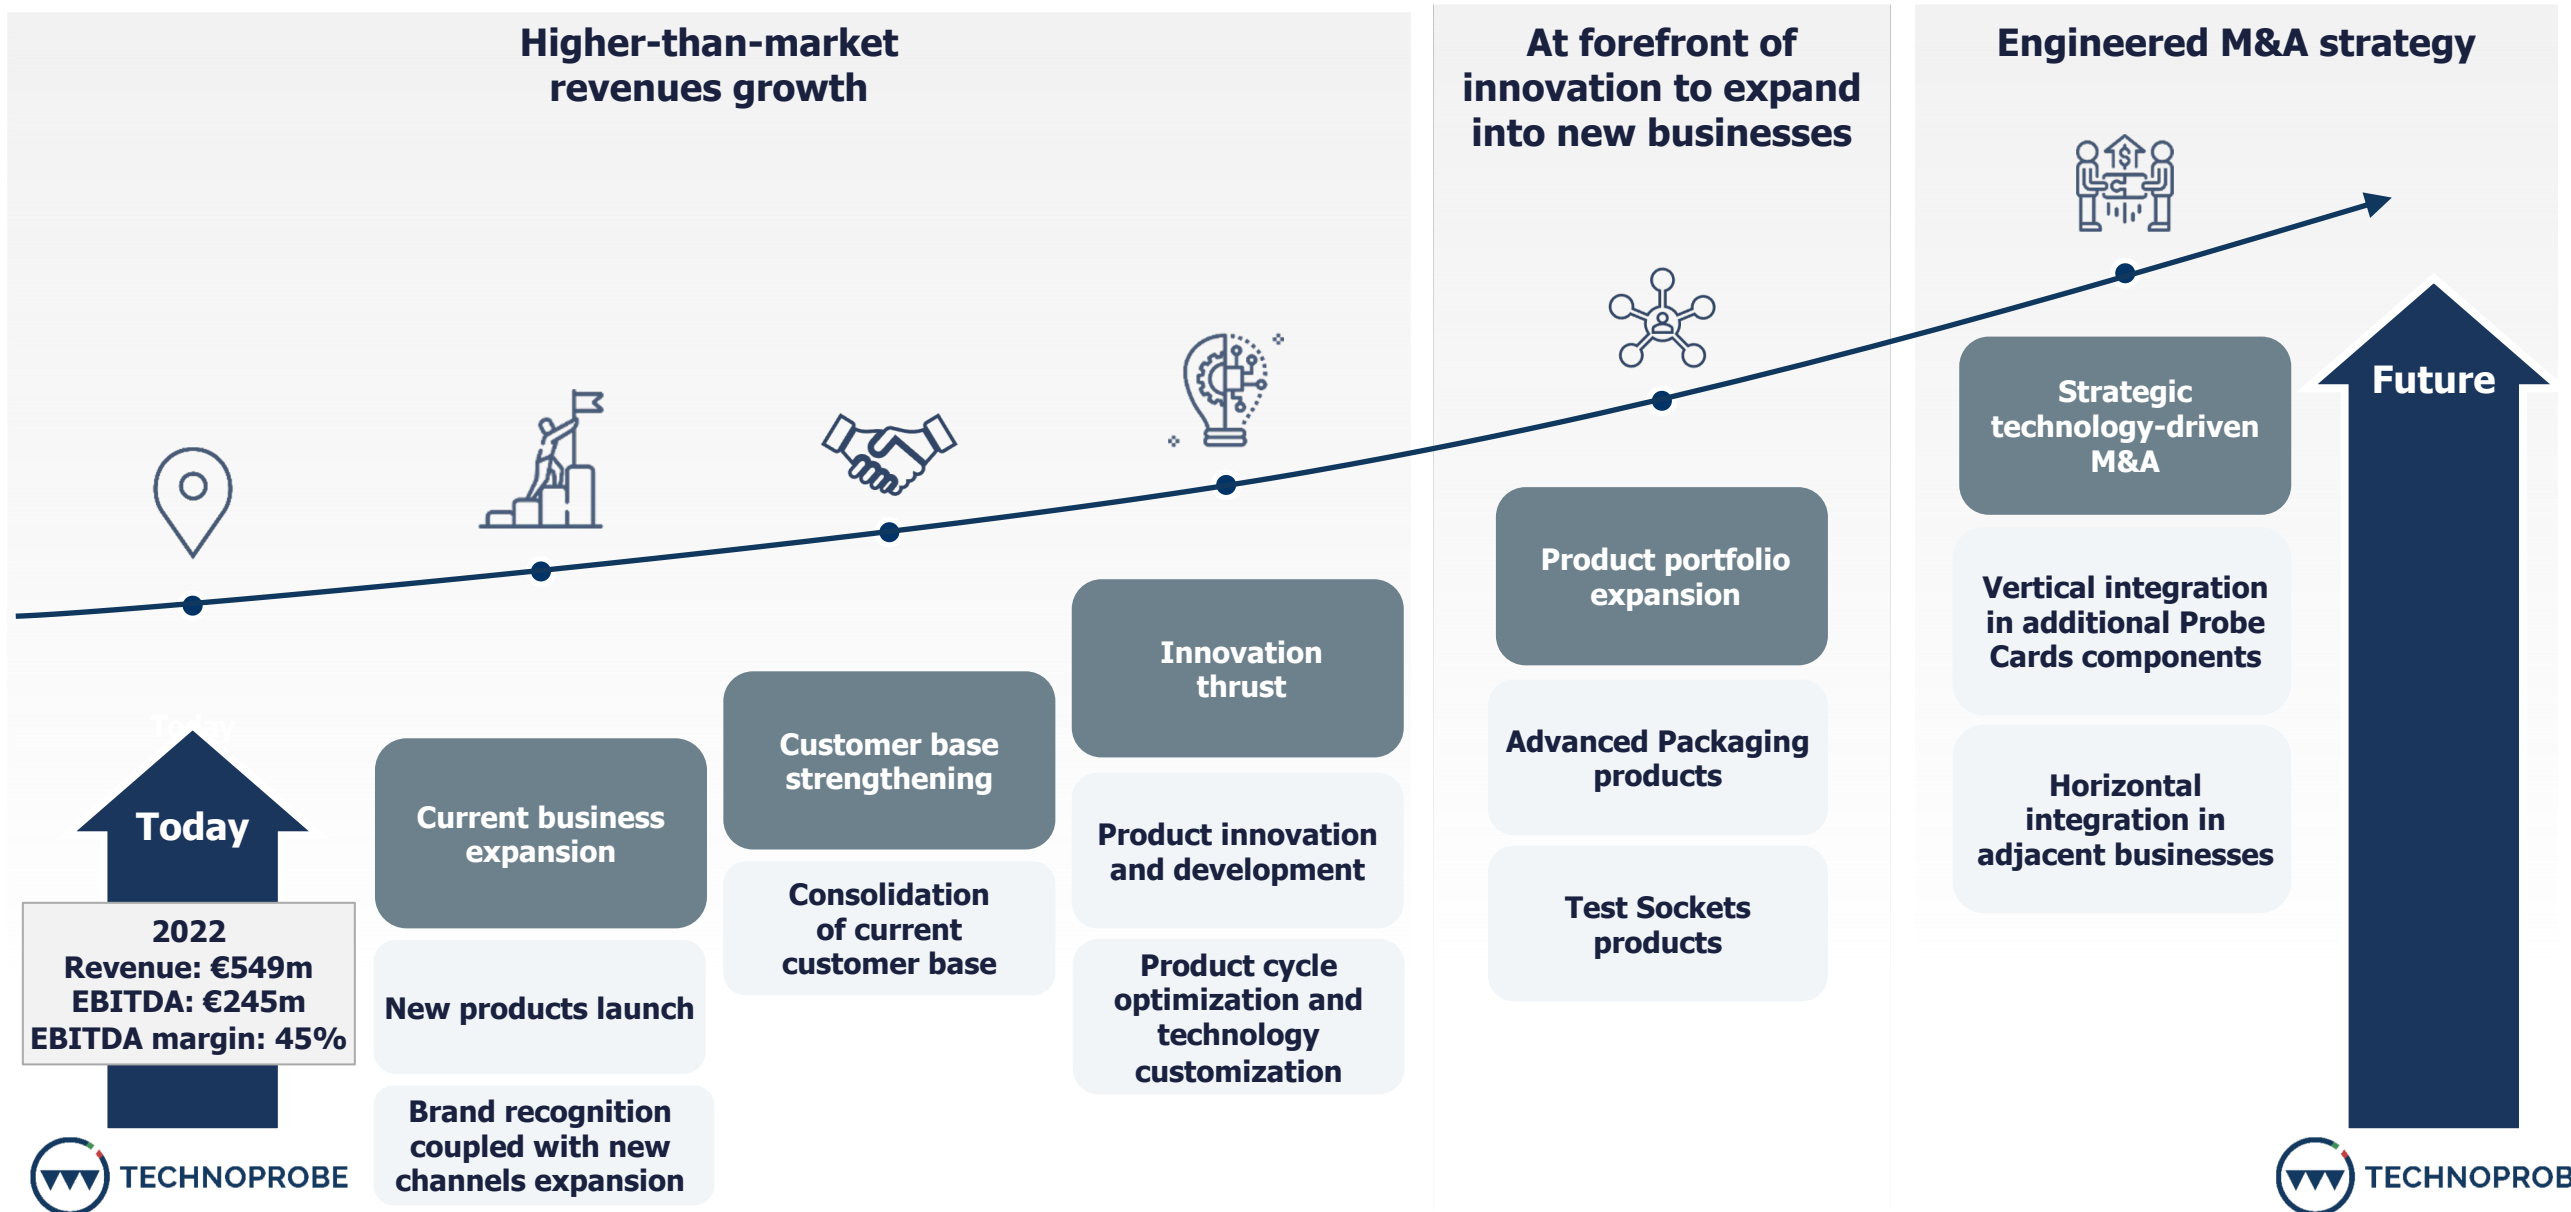 Higher-than-market
revenues growth
At forefront of
innovation to expand
into new businesses
Engineered M&A strategy
Today
Today
2022
Revenue: €549m
EBITDA: €245m
EBITDA margin: 45%
TECHNOPROBE
Current business
expansion
New products launch
Brand recognition
coupled with new
channels expansion
Customer base
strengthening
Consolidation
of current
customer base
Innovation
thrust
Product innovation
and development
Product cycle
optimization and
technology
customization
Product portfolio
expansion
Advanced Packaging
products
Test Sockets
products
$
Strategic
technology-driven
M&A
Vertical integration
in additional Probe
Cards components
Horizontal
integration in
adjacent businesses
Future
TECHNOPROB